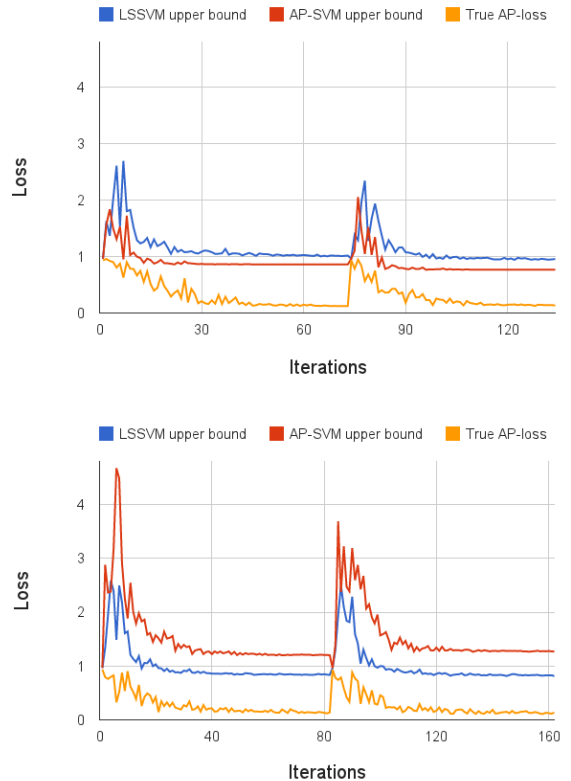 LSSVM upper bound AP-SVM upper bound True AP-loss
4
3
2
1
0
Loss
0 30 60 90 120
Iterations
LSSVM upper bound AP-SVM upper bound True AP-loss
4
3
2
1
0
Loss
0 40 80 120 160
Iterations